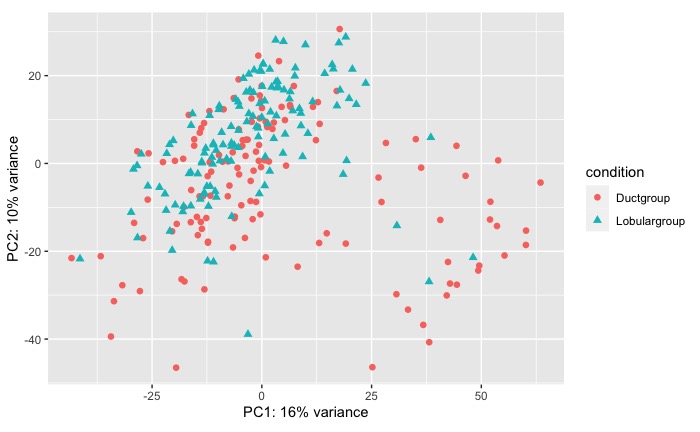 20
0
-20
-40
PC2: 10% variance
-25
0
25
50
PC1: 16% variance
condition
Ductgroup
Lobulargroup